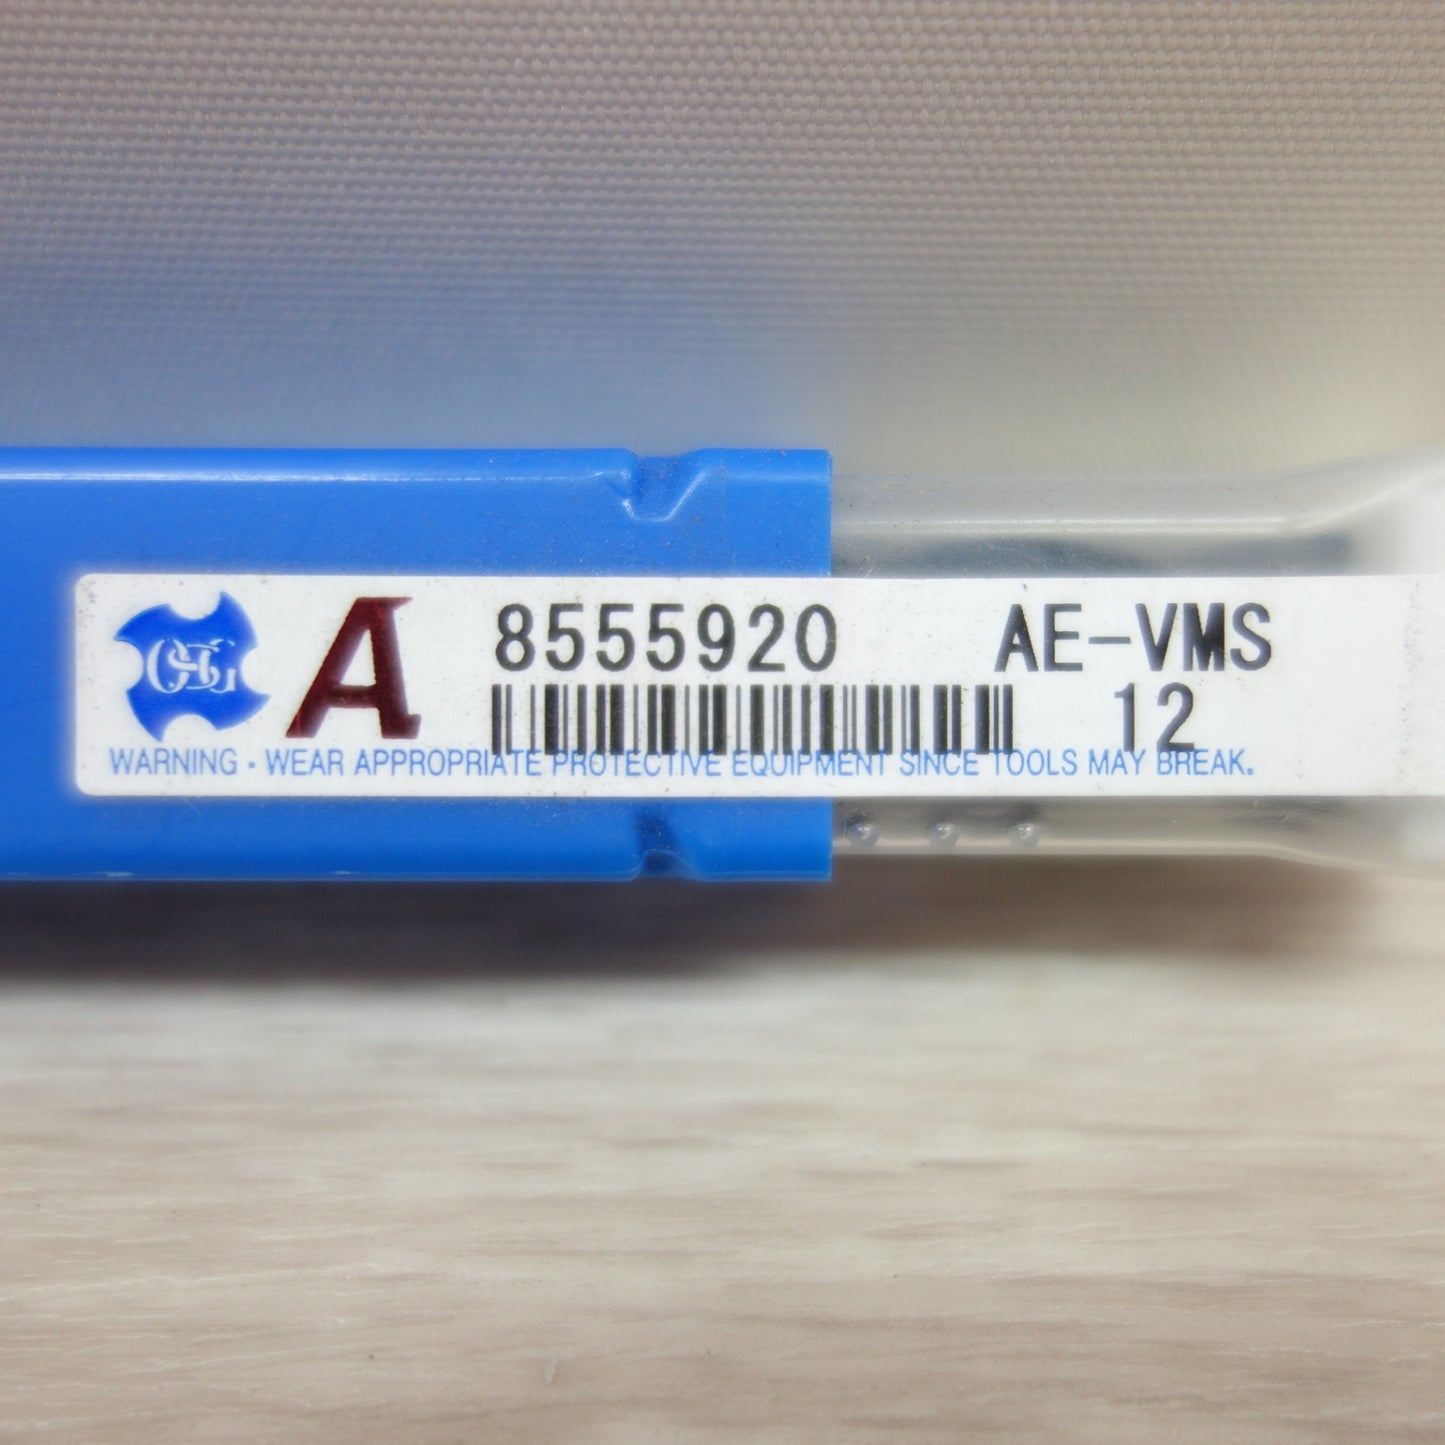 OSG A 8555920 AE-VMS
12
WARNING • WEAR APPROPRIATE PROTECTIVE EQUIPMENT SINCE TOOLS MAY BREAK.